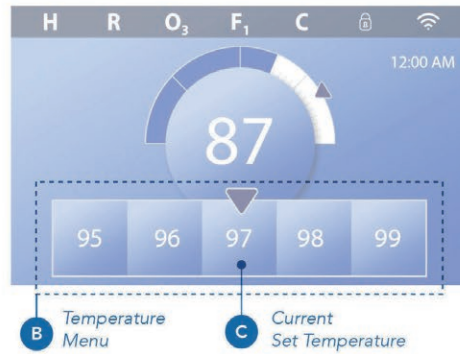 H R O₃ F₁ C B
12:00 AM
87
95 96 97 98 99
B Temperature Menu
C Current Set Temperature